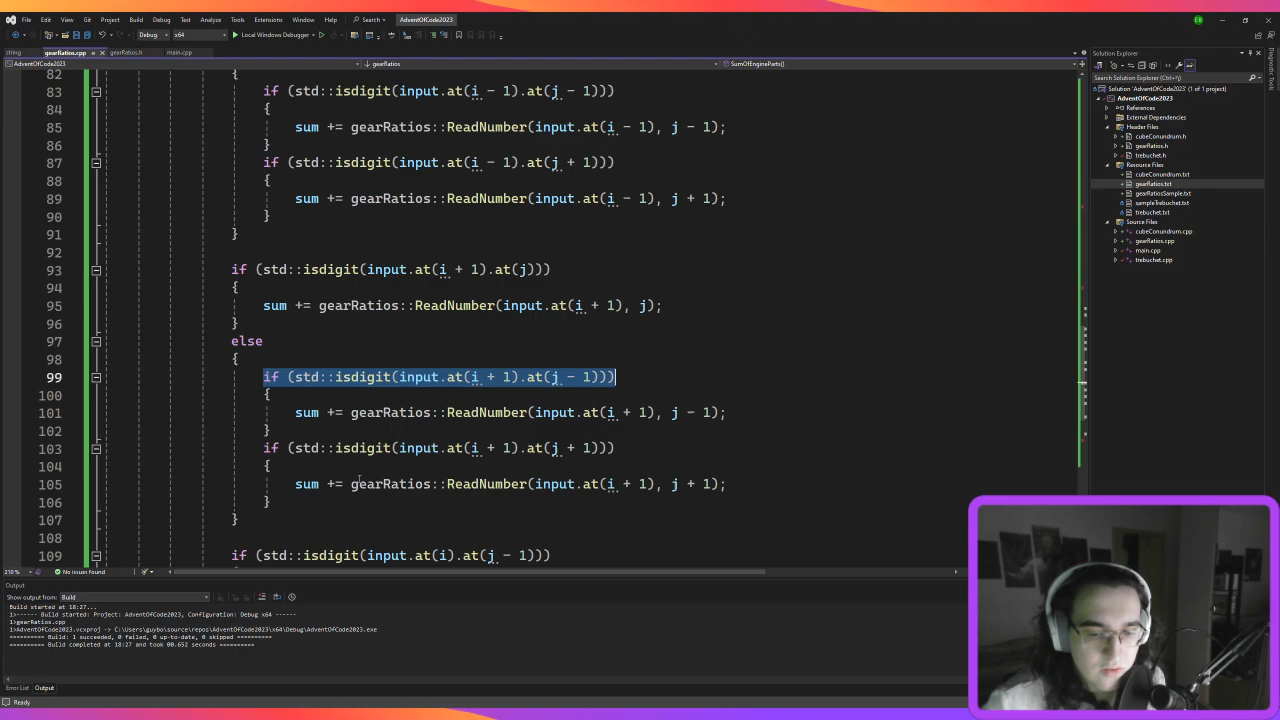 File Edit View Git Project Build Debug Test Analyze Tools Extensions Window Help Search AdventOfCode2023
Debug x64 Local Windows Debugger
string gearRatios.cpp gearRatios.h main.cpp
AdventOfCode2023 gearRatios SumOfEngineParts()
82 {
83 if (std::isdigit(input.at(i - 1).at(j - 1)))
84 {
85 sum += gearRatios::ReadNumber(input.at(i - 1), j - 1);
86 }
87 if (std::isdigit(input.at(i - 1).at(j + 1)))
88 {
89 sum += gearRatios::ReadNumber(input.at(i - 1), j + 1);
90 }
91 }
92
93 if (std::isdigit(input.at(i + 1).at(j)))
94 {
95 sum += gearRatios::ReadNumber(input.at(i + 1), j);
96 }
97 else
98 {
99 if (std::isdigit(input.at(i + 1).at(j - 1)))
100 {
101 sum += gearRatios::ReadNumber(input.at(i + 1), j - 1);
102 }
103 if (std::isdigit(input.at(i + 1).at(j + 1)))
104 {
105 sum += gearRatios::ReadNumber(input.at(i + 1), j + 1);
106 }
107 }
108
109 if (std::isdigit(input.at(i).at(j - 1)))
210 % No issues found
Output
Show output from: Build
Build started at 18:27...
1>------ Build started: Project: AdventOfCode2023, Configuration: Debug x64 ------
1>gearRatios.cpp
1>AdventOfCode2023.vcxproj -> C:\Users\guybo\source\repos\AdventOfCode2023\x64\Debug\AdventOfCode2023.exe
========== Build: 1 succeeded, 0 failed, 0 up-to-date, 0 skipped ==========
========== Build completed at 18:27 and took 00.652 seconds ==========
Error List Output
Ready
Solution Explorer
Search Solution Explorer (Ctrl+;)
Solution 'AdventOfCode2023' (1 of 1 project)
AdventOfCode2023
References
External Dependencies
Header Files
cubeConundrum.h
gearRatios.h
trebuchet.h
Resource Files
cubeConundrum.txt
gearRatios.txt
gearRatiosSample.txt
sampleTrebuchet.txt
trebuchet.txt
Source Files
cubeConundrum.cpp
gearRatios.cpp
main.cpp
trebuchet.cpp
Diagnostic Tools